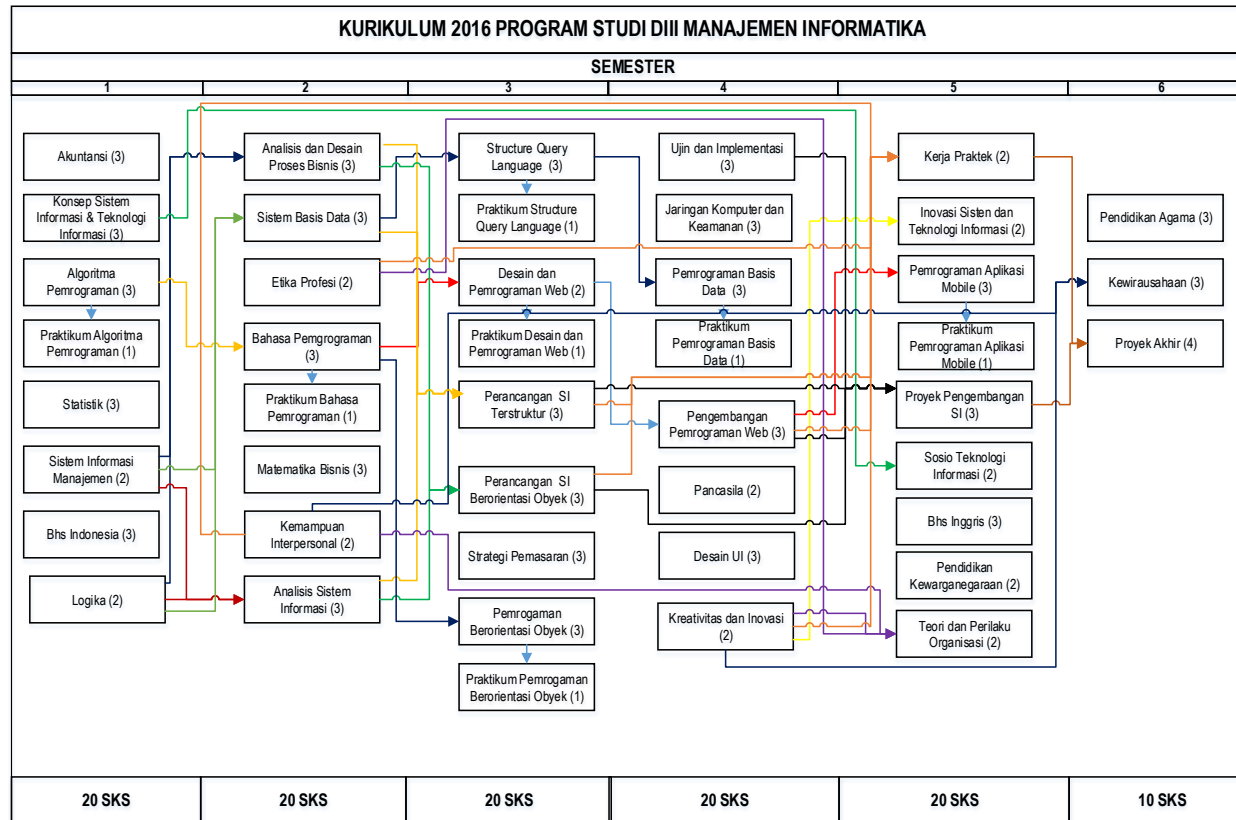 KURIKULUM 2016 PROGRAM STUDI DIII MANAJEMEN INFORMATIKA
SEMESTER
1
2
3
4
5
6
Akuntansi (3)
Konsep Sistem
Informasi & Teknologi
Informasi (3)
Algoritma
Pemrograman
(3)
Praktikum Algoritma
Pemrograman (1)
Statistik (3)
Sistem Informasi
Manajemen (2)
Bhs Indonesia (3)
Logika (2)
Analisis dan Desain
Proses Bisnis (3)
Sistem Basis Data (3)
Etika Profesi (2)
Bahasa Pemgrograman
(3)
Praktikum Bahasa
Pemrograman (1)
Matematika Bisnis (3)
Kemampuan
Interpersonal (2)
Analisis Sistem
Informasi (3)
Structure Query
Language (3)
Praktikum Structure
Query Language (1)
Desain dan
Pemrograman Web (2)
Praktikum Desain dan
Pemrograman Web (1)
Perancangan SI
Terstruktur (3)
Perancangan SI
Berorientasi Obyek (3)
Strategi Pemasaran (3)
Pemrogaman
Berorientasi Obyek (3)
Praktikum Pemrogaman
Berorientasi Obyek (1)
Ujin dan Implementasi
(3)
Jaringan Komputer dan
Keamanan (3)
Pemrograman Basis
Data (3)
Praktikum
Pemrograman Basis
Data (1)
Pengembangan
Pemrograman Web (3)
Pancasila (2)
Desain UI (3)
Kreativitas dan Inovasi
(2)
Kerja Praktek (2)
Inovasi Sisten dan
Teknologi Informasi (2)
Pemrograman Aplikasi
Mobile (3)
Praktikum
Pemrograman Aplikasi
Mobile (1)
Proyek Pengembangan
SI (3)
Sosio Teknologi
Informasi (2)
Bhs Inggris (3)
Pendidikan
Kewarganegaraan (2)
Teori dan Perilaku
Organisasi (2)
Pendidikan Agama (3)
Kewirausahaan (3)
Proyek Akhir (4)
20 SKS
20 SKS
20 SKS
20 SKS
20 SKS
10 SKS